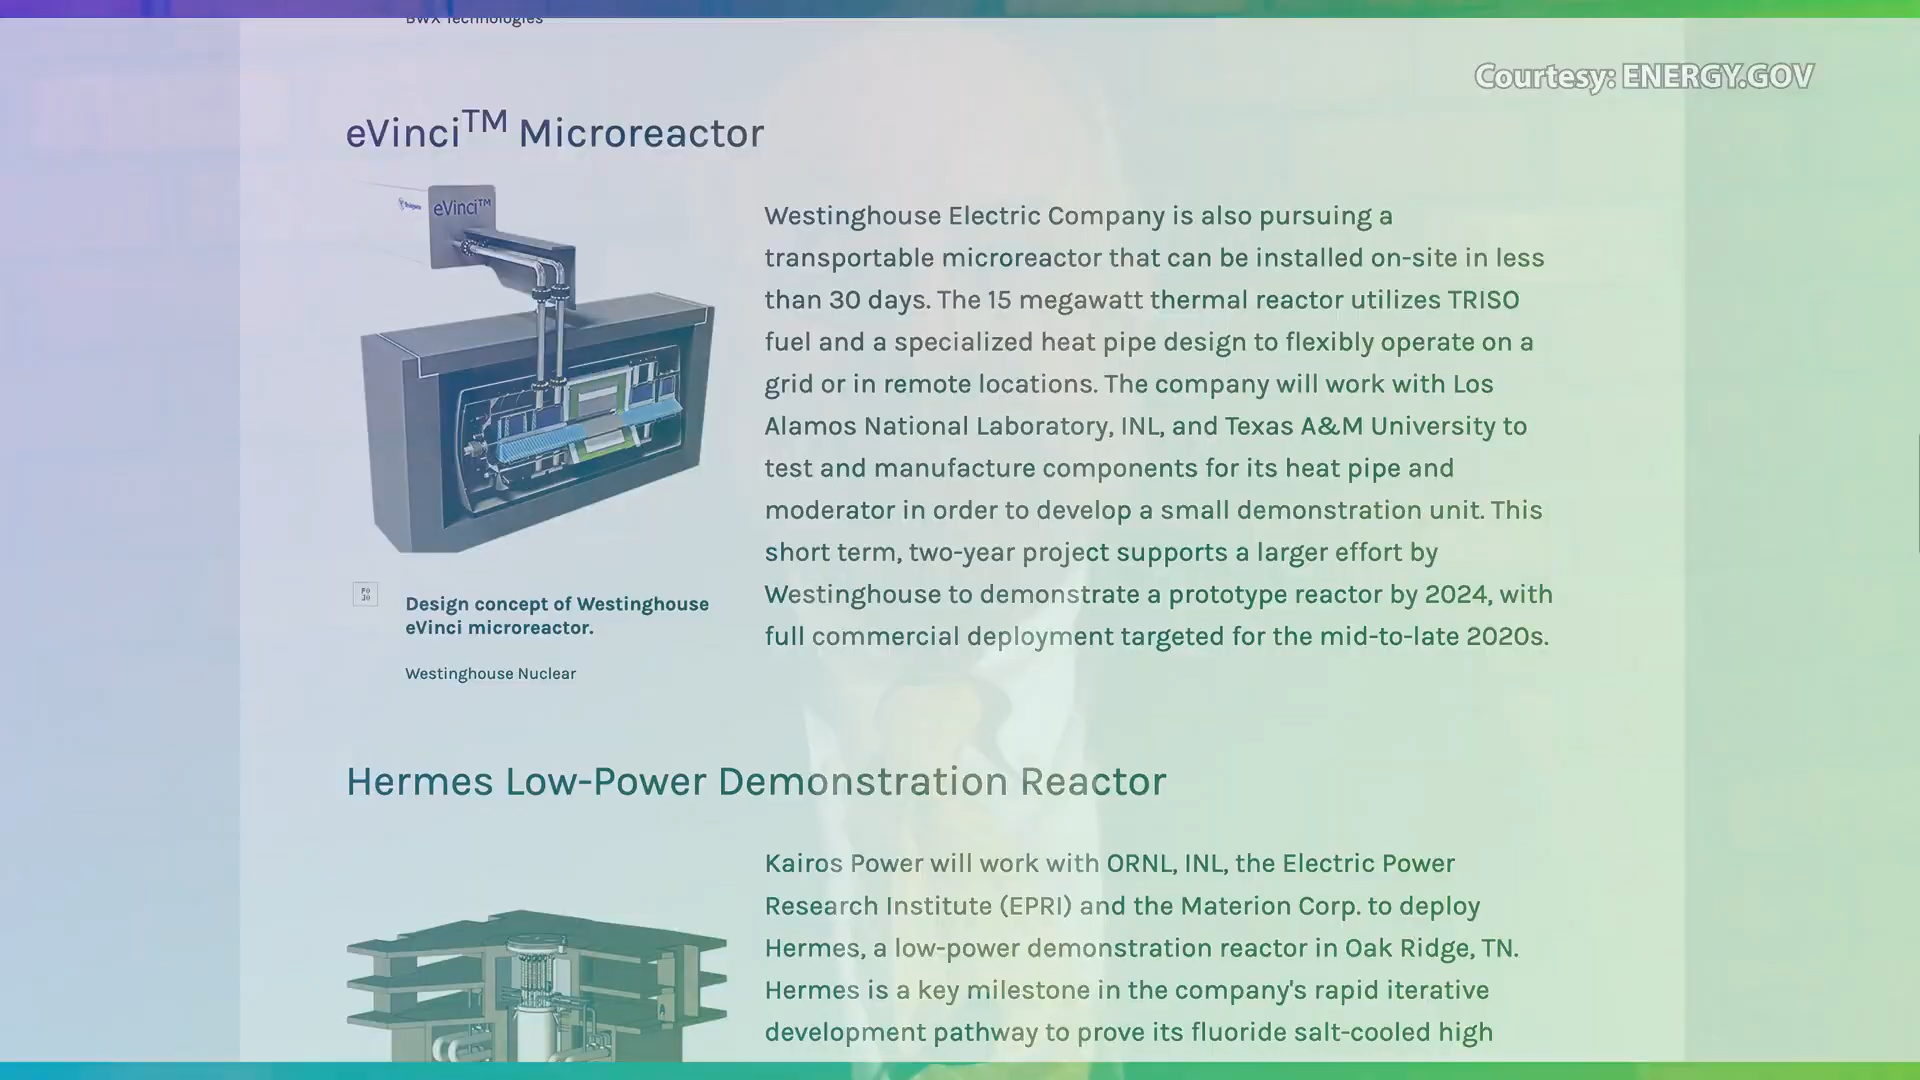 BWX Technologies
Courtesy: ENERGY.GOV
eVinci™ Microreactor
eVinci™
Westinghouse Electric Company is also pursuing a
transportable microreactor that can be installed on-site in less
than 30 days. The 15 megawatt thermal reactor utilizes TRISO
fuel and a specialized heat pipe design to flexibly operate on a
grid or in remote locations. The company will work with Los
Alamos National Laboratory, INL, and Texas A&M University to
test and manufacture components for its heat pipe and
moderator in order to develop a small demonstration unit. This
short term, two-year project supports a larger effort by
Westinghouse to demonstrate a prototype reactor by 2024, with
full commercial deployment targeted for the mid-to-late 2020s.
Design concept of Westinghouse
eVinci microreactor.
Westinghouse Nuclear
Hermes Low-Power Demonstration Reactor
Kairos Power will work with ORNL, INL, the Electric Power
Research Institute (EPRI) and the Materion Corp. to deploy
Hermes, a low-power demonstration reactor in Oak Ridge, TN.
Hermes is a key milestone in the company's rapid iterative
development pathway to prove its fluoride salt-cooled high